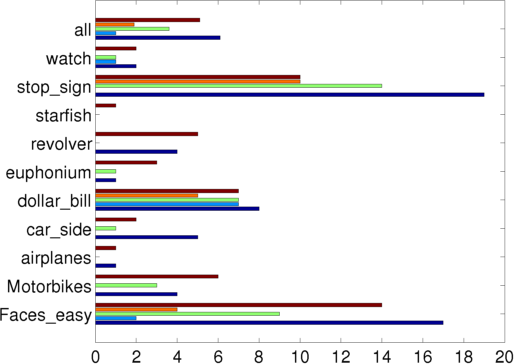 all
watch
stop_sign
starfish
revolver
euphonium
dollar_bill
car_side
airplanes
Motorbikes
Faces_easy
0 2 4 6 8 10 12 14 16 18 20